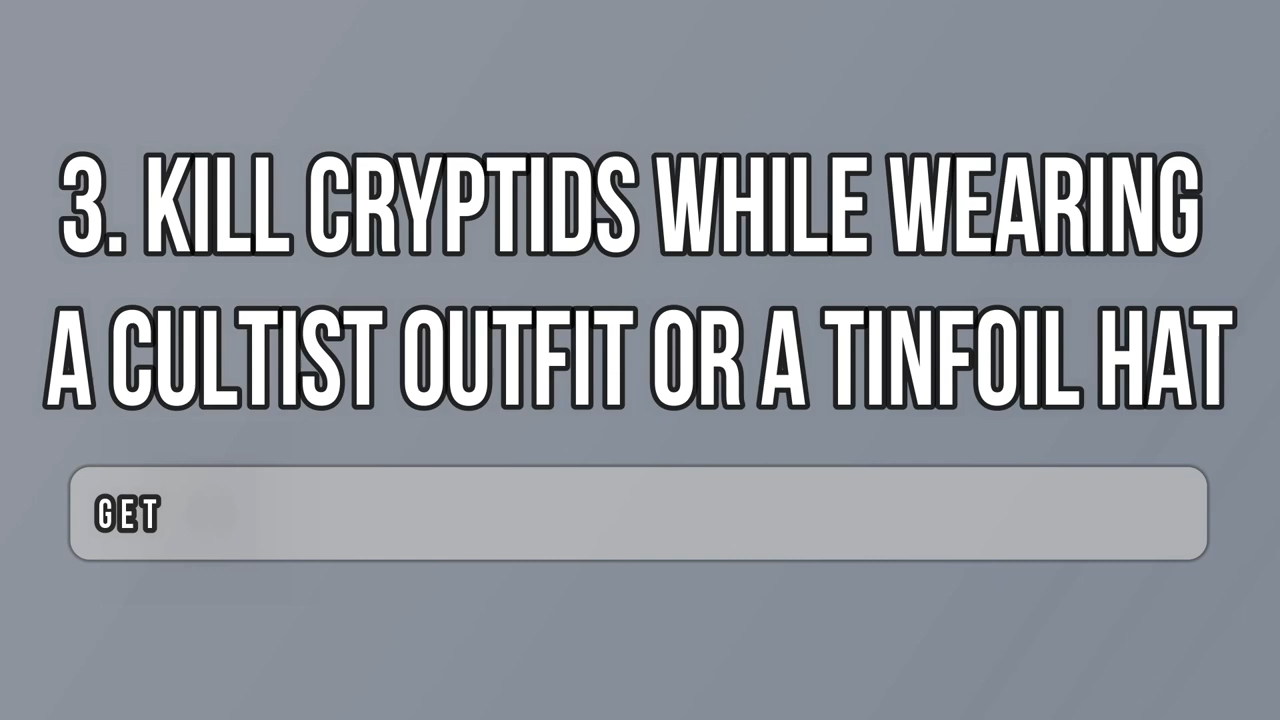 3. KILL CRYPTIDS WHILE WEARING
A CULTIST OUTFIT OR A TINFOIL HAT
GET